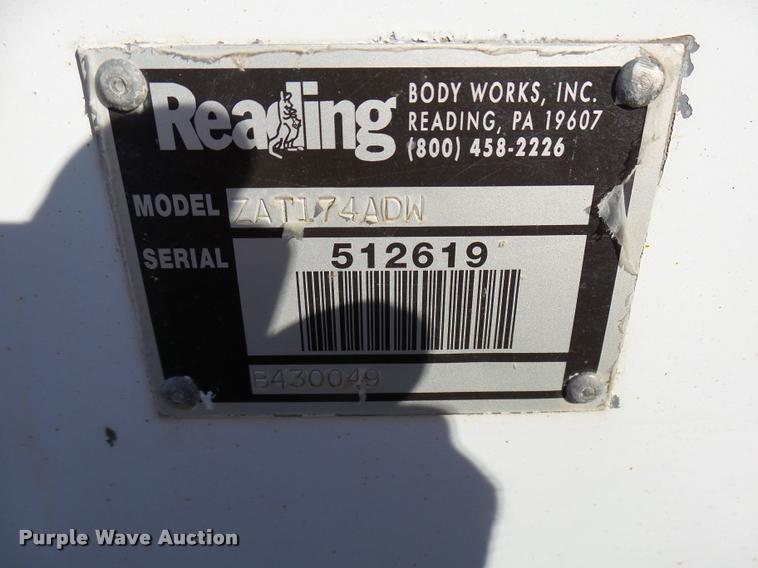 Reading
BODY WORKS, INC.
READING, PA 19607
(800) 458-2226
MODEL ZAT174ADW
SERIAL 512619
B430049
Purple Wave Auction